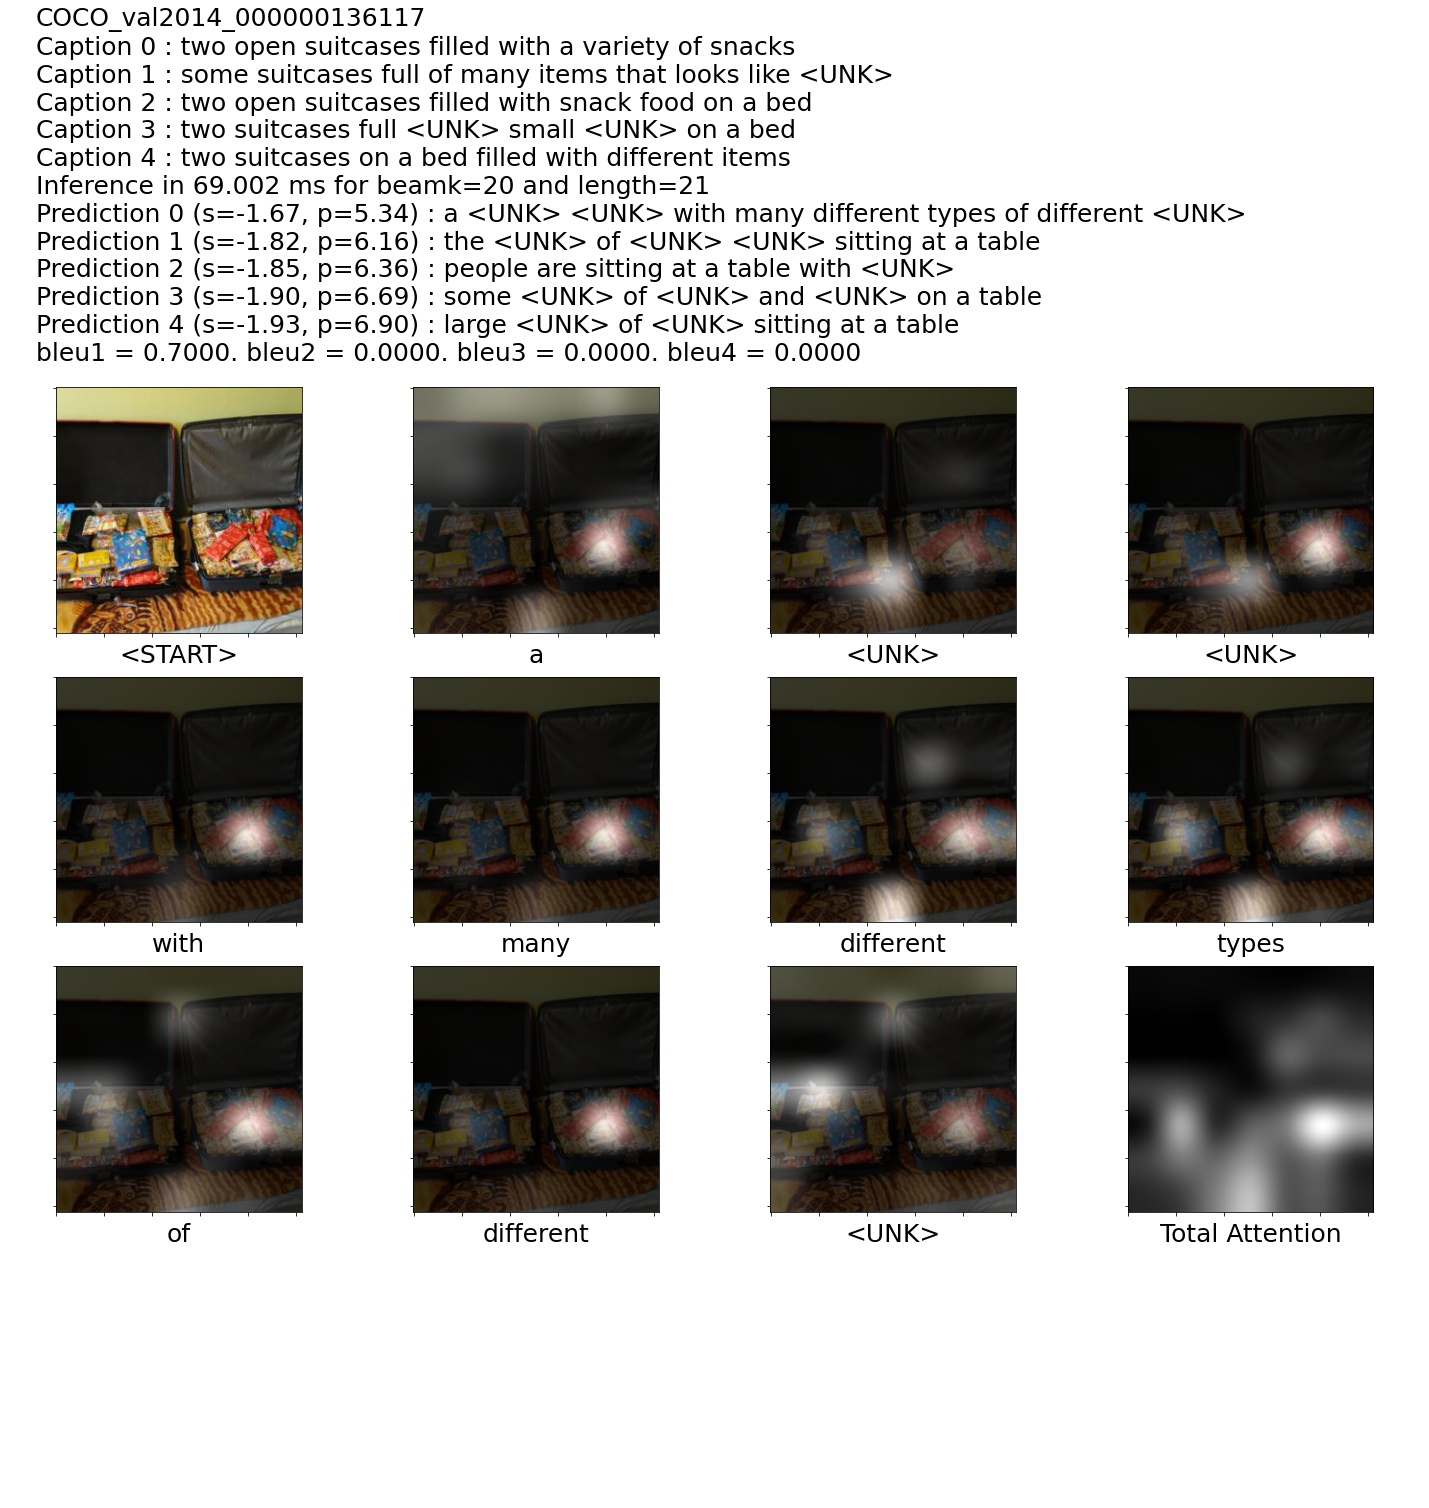 COCO_val2014_000000136117
Caption 0 : two open suitcases filled with a variety of snacks
Caption 1 : some suitcases full of many items that looks like <UNK>
Caption 2 : two open suitcases filled with snack food on a bed
Caption 3 : two suitcases full <UNK> small <UNK> on a bed
Caption 4 : two suitcases on a bed filled with different items
Inference in 69.002 ms for beamk=20 and length=21
Prediction 0 (s=-1.67, p=5.34) : a <UNK> <UNK> with many different types of different <UNK>
Prediction 1 (s=-1.82, p=6.16) : the <UNK> of <UNK> <UNK> sitting at a table
Prediction 2 (s=-1.85, p=6.36) : people are sitting at a table with <UNK>
Prediction 3 (s=-1.90, p=6.69) : some <UNK> of <UNK> and <UNK> on a table
Prediction 4 (s=-1.93, p=6.90) : large <UNK> of <UNK> sitting at a table
bleu1 = 0.7000. bleu2 = 0.0000. bleu3 = 0.0000. bleu4 = 0.0000
<START> a <UNK> <UNK>
with many different types
of different <UNK> Total Attention